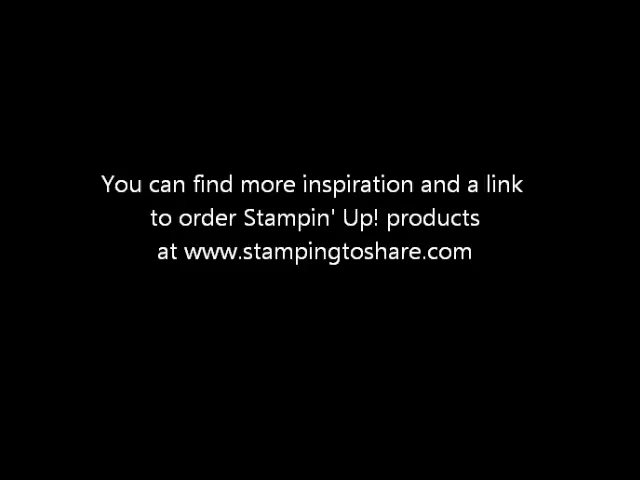 You can find more inspiration and a link
to order Stampin' Up! products
at www.stampingtoshare.com